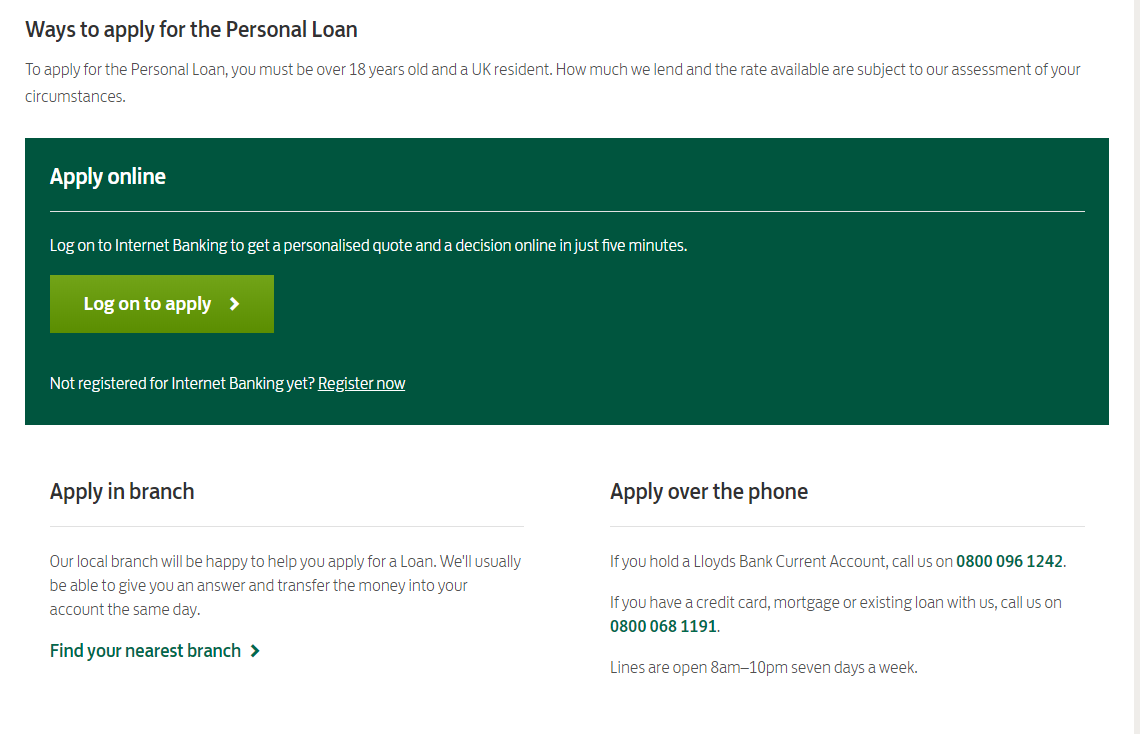 Ways to apply for the Personal Loan
To apply for the Personal Loan, you must be over 18 years old and a UK resident. How much we lend and the rate available are subject to our assessment of your
circumstances.
Apply online
Log on to Internet Banking to get a personalised quote and a decision online in just five minutes.
Log on to apply
Not registered for Internet Banking yet? Register now
Apply in branch
Our local branch will be happy to help you apply for a Loan. We'll usually
be able to give you an answer and transfer the money into your
account the same day.
Find your nearest branch
Apply over the phone
If you hold a Lloyds Bank Current Account, call us on 0800 096 1242.
If you have a credit card, mortgage or existing loan with us, call us on
0800 068 1191.
Lines are open 8am–10pm seven days a week.